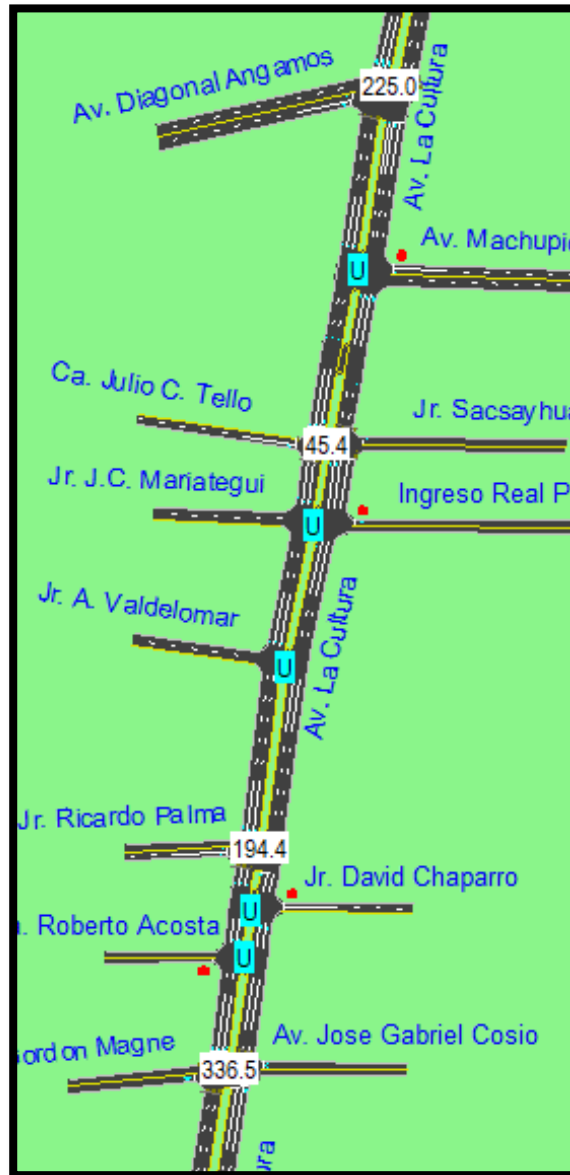 Av. Diagonal Angamos
225.0
Av. La Cultura
Av. Machupi
U
Ca. Julio C. Tello
45.4
Jr. Sacsayhua
Jr. J.C. Mariategui
U
Ingreso Real P
Jr. A. Valdelomar
U
Av. La Cultura
Jr. Ricardo Palma
194.4
Jr. David Chaparro
U
Roberto Acosta
U
Gordon Magne
336.5
Av. Jose Gabriel Cosio
ura